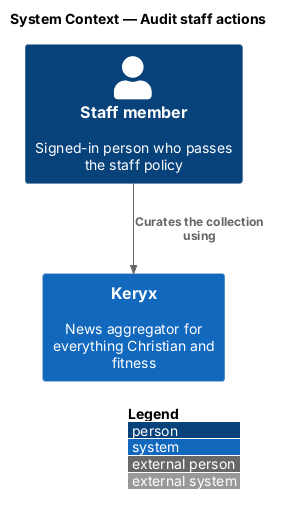 System Context — Audit staff actions
Staff member
Signed-in person who passes
the staff policy
Curates the collection
using
Keryx
News aggregator for
everything Christian and
fitness
Legend
person
system
external person
external system